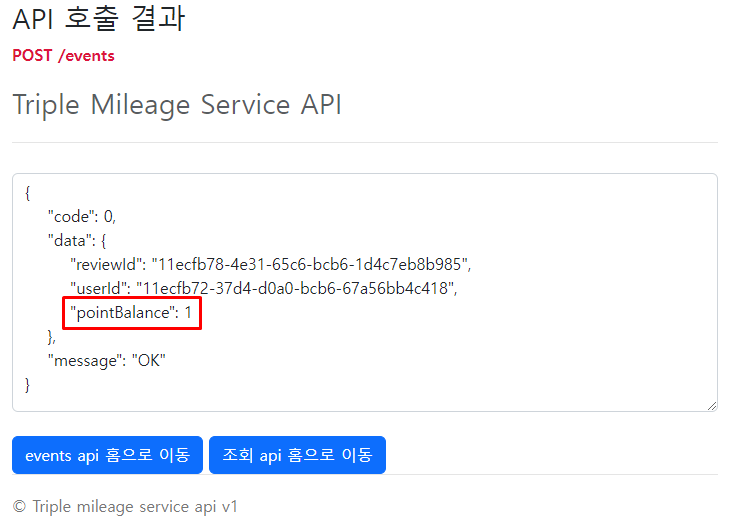 API 호출 결과
POST /events
Triple Mileage Service API
{
"code": 0,
"data": {
"reviewId": "11ecfb78-4e31-65c6-bcb6-1d4c7eb8b985",
"userId": "11ecfb72-37d4-d0a0-bcb6-67a56bb4c418",
"pointBalance": 1
},
"message": "OK"
}
events api 홈으로 이동 조회 api 홈으로 이동
© Triple mileage service api v1